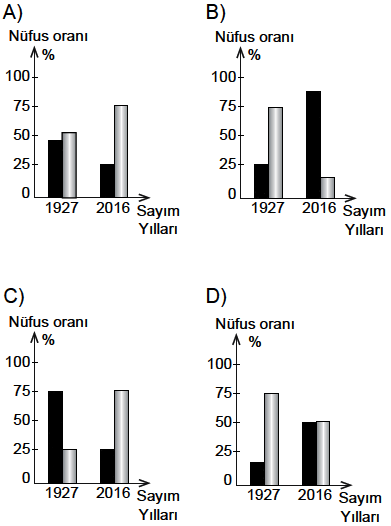 A)
Nüfus oranı
%
100
75
50
25
0
1927
2016
Sayım
Yılları
B)
Nüfus oranı
%
100
75
50
25
0
1927
2016
Sayım
Yılları
C)
Nüfus oranı
%
100
75
50
25
0
1927
2016
Sayım
Yılları
D)
Nüfus oranı
%
100
75
50
25
0
1927
2016
Sayım
Yılları